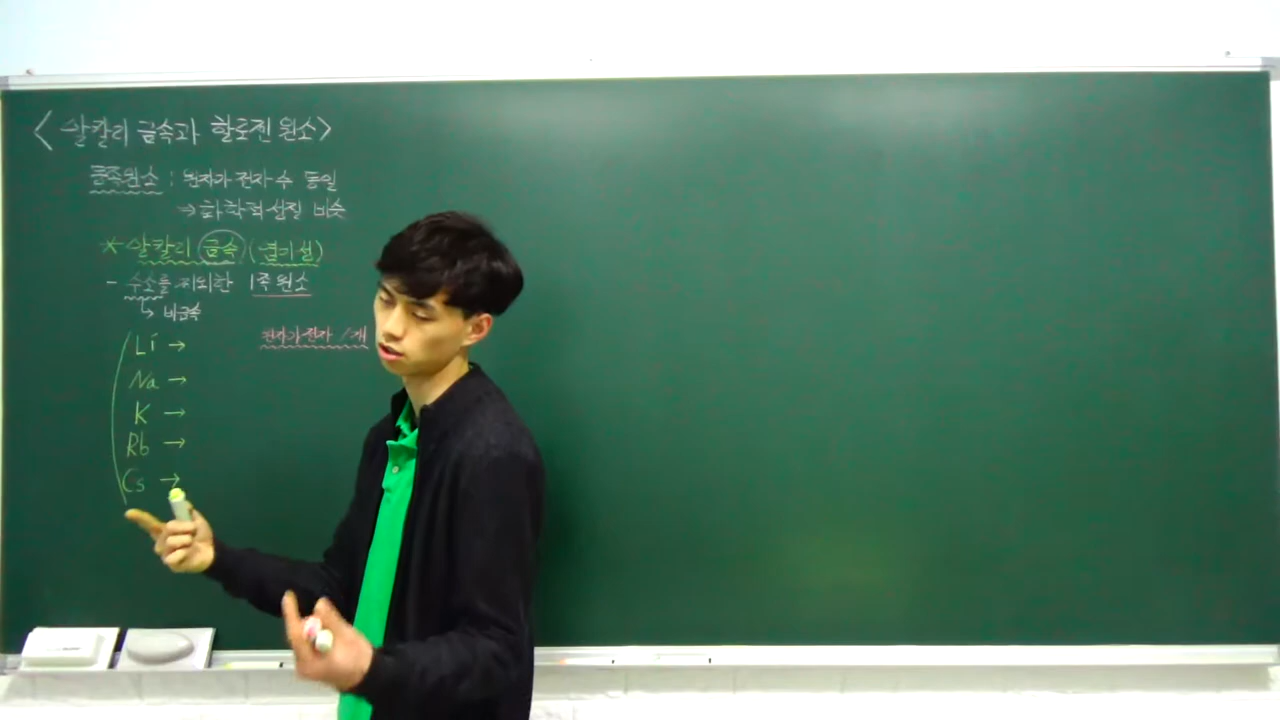 <알칼리 금속과 할로젠 원소>
동족원소 : 원자가 전자 수 동일
→ 화학적 성질 비슷
* 알칼리 금속 (염기성)
- 수소를 제외한 1족 원소
↳ 비금속
원자가 전자 1개
Li →
Na →
K →
Rb →
Cs →